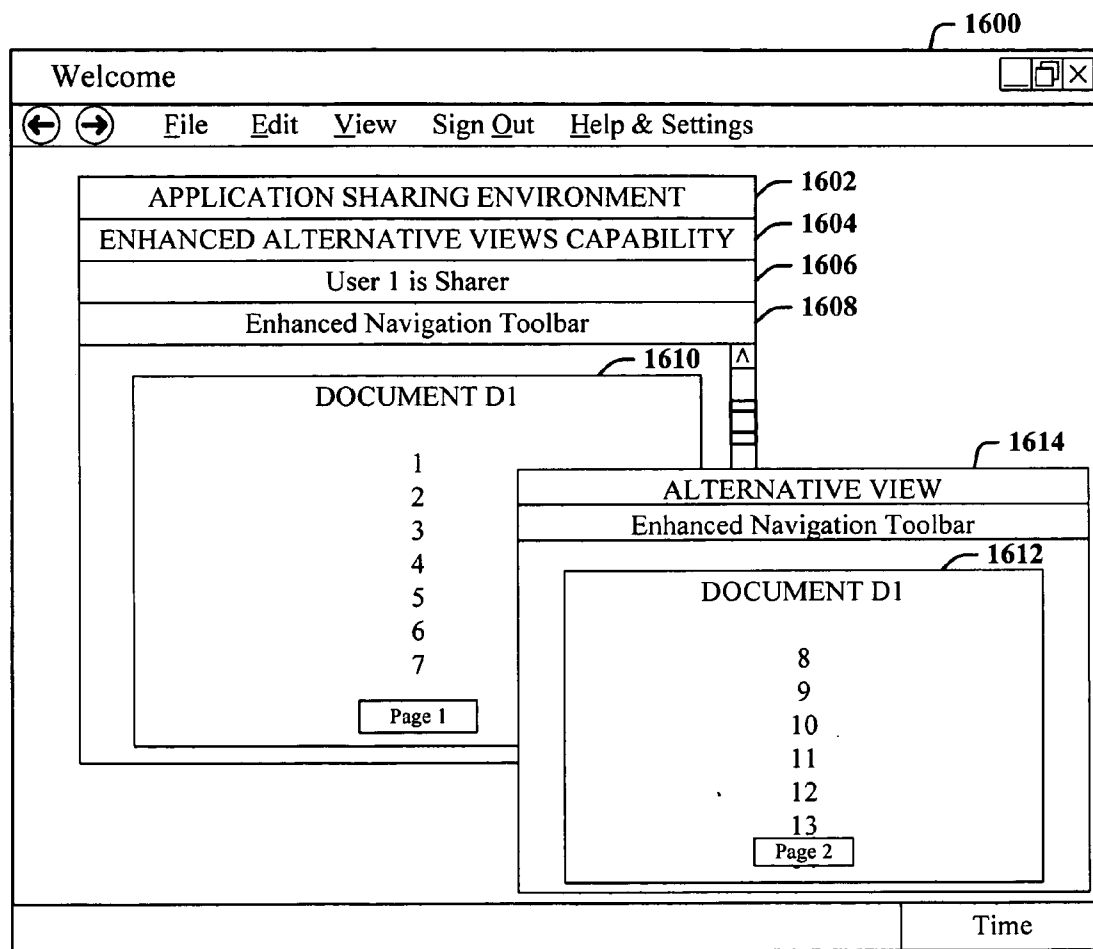 1600
Welcome
File Edit View Sign Out Help & Settings
APPLICATION SHARING ENVIRONMENT
1602
ENHANCED ALTERNATIVE VIEWS CAPABILITY
1604
User 1 is Sharer
1606
Enhanced Navigation Toolbar
1608
1610
DOCUMENT D1
1
2
3
4
5
6
7
Page 1
1614
ALTERNATIVE VIEW
Enhanced Navigation Toolbar
1612
DOCUMENT D1
8
9
10
11
12
13
Page 2
Time